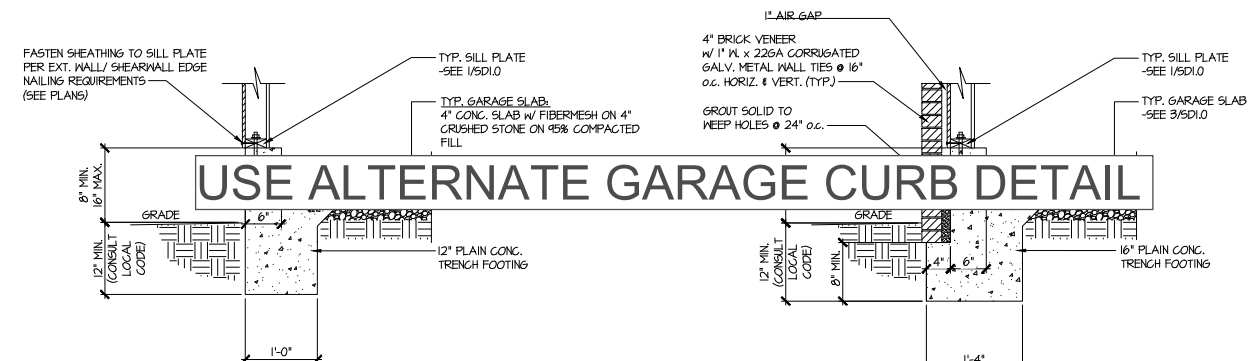 FASTEN SHEATHING TO SILL PLATE
PER EXT. WALL/ SHEARWALL EDGE
NAILING REQUIREMENTS
(SEE PLANS)
TYP. SILL PLATE
-SEE 1/SD1.0
TYP. GARAGE SLAB:
4" CONC. SLAB W/ FIBERMESH ON 4"
CRUSHED STONE ON 95% COMPACTED
FILL
8" MIN.
16" MAX.
GRADE
6"
12" MIN.
(CONSULT
LOCAL
CODE)
12" PLAIN CONC.
TRENCH FOOTING
1'-0"
USE ALTERNATE GARAGE CURB DETAIL
1" AIR GAP
4" BRICK VENEER
W/ 1" W. x 22GA CORRUGATED
GALV. METAL WALL TIES @ 16"
O.C. HORIZ. & VERT. (TYP.)
GROUT SOLID TO
WEEP HOLES @ 24" O.C.
TYP. SILL PLATE
-SEE 1/SD1.0
TYP. GARAGE SLAB
-SEE 3/SD1.0
GRADE
12" MIN.
(CONSULT
LOCAL
CODE)
8" MIN.
4"
6"
16" PLAIN CONC.
TRENCH FOOTING
1'-4"